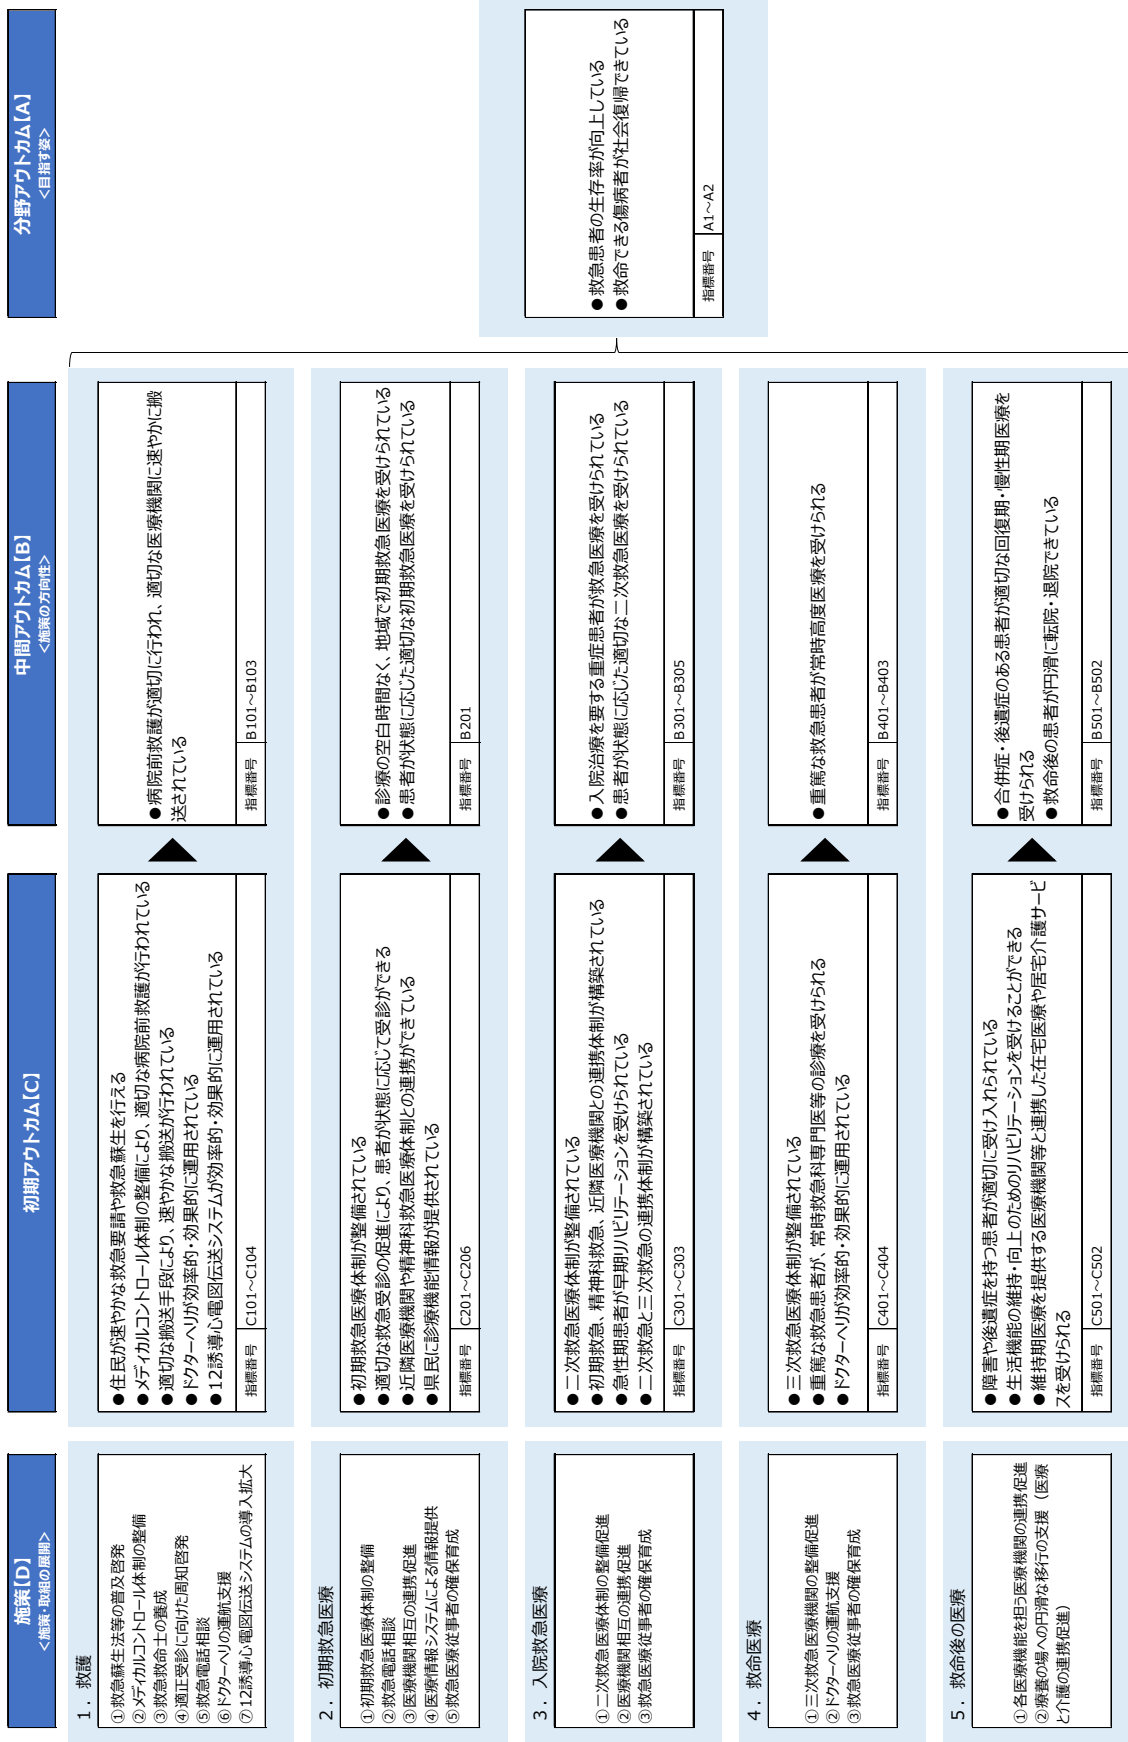 施策【D】
＜施策・取組の展開＞
初期アウトカム【C】
中間アウトカム【B】
＜施策の方向性＞
分野アウトカム【A】
＜目指す姿＞
1．救護
①救急蘇生法等の普及啓発
②メディカルコントロール体制の整備
③救急救命士の養成
④適正受診に向けた周知啓発
⑤救急電話相談
⑥ドクターヘリの運航支援
⑦12誘導心電図伝送システムの導入拡大
●住民が速やかな救急要請や救急蘇生を行える
●メディカルコントロール体制の整備により、適切な病院前救護が行われている
●適切な搬送手段により、速やかな搬送が行われている
●ドクターヘリが効率的・効果的に運用されている
●12誘導心電図伝送システムが効率的・効果的に運用されている
指標番号 C101～C104
●病院前救護が適切に行われ、適切な医療機関に速やかに搬
送されている
指標番号 B101～B103
2．初期救急医療
①初期救急医療体制の整備
②救急電話相談
③医療機関相互の連携促進
④医療情報システムによる情報提供
⑤救急医療従事者の確保育成
●初期救急医療体制が整備されている
●適切な救急受診の促進により、患者が状態に応じて受診ができる
●近隣医療機関や精神科救急医療体制との連携ができている
●県民に診療機能情報が提供されている
指標番号 C201～C206
●診療の空白時間なく、地域で初期救急医療を受けられている
●患者が状態に応じた適切な初期救急医療を受けられている
指標番号 B201
3．入院救急医療
①二次救急医療体制の整備促進
②医療機関相互の連携促進
③救急医療従事者の確保育成
●二次救急医療体制が整備されている
●初期救急、精神科救急、近隣医療機関との連携体制が構築されている
●急性期患者が早期リハビリテーションを受けられている
●二次救急と三次救急の連携体制が構築されている
指標番号 C301～C303
●入院治療を要する重症患者が救急医療を受けられている
●患者が状態に応じた適切な二次救急医療を受けられている
指標番号 B301～B305
4．救命医療
①三次救急医療機関の整備促進
②ドクターヘリの運航支援
③救急医療従事者の確保育成
●三次救急医療体制が整備されている
●重篤な救急患者が、常時救急科専門医等の診療を受けられる
●ドクターヘリが効率的・効果的に運用されている
指標番号 C401～C404
●重篤な救急患者が常時高度医療を受けられる
指標番号 B401～B403
5．救命後の医療
①各医療機能を担う医療機関の連携促進
②療養の場への円滑な移行の支援（医療
と介護の連携促進）
●障害や後遺症を持つ患者が適切に受け入れられている
●生活機能の維持・向上のためのリハビリテーションを受けることができる
●維持期医療を提供する医療機関等と連携した在宅医療や居宅介護サービ
スを受けられる
指標番号 C501～C502
●合併症・後遺症のある患者が適切な回復期・慢性期医療を
受けられる
●救命後の患者が円滑に転院・退院できている
指標番号 B501～B502
●救急患者の生存率が向上している
●救命できる傷病者が社会復帰できている
指標番号 A1～A2